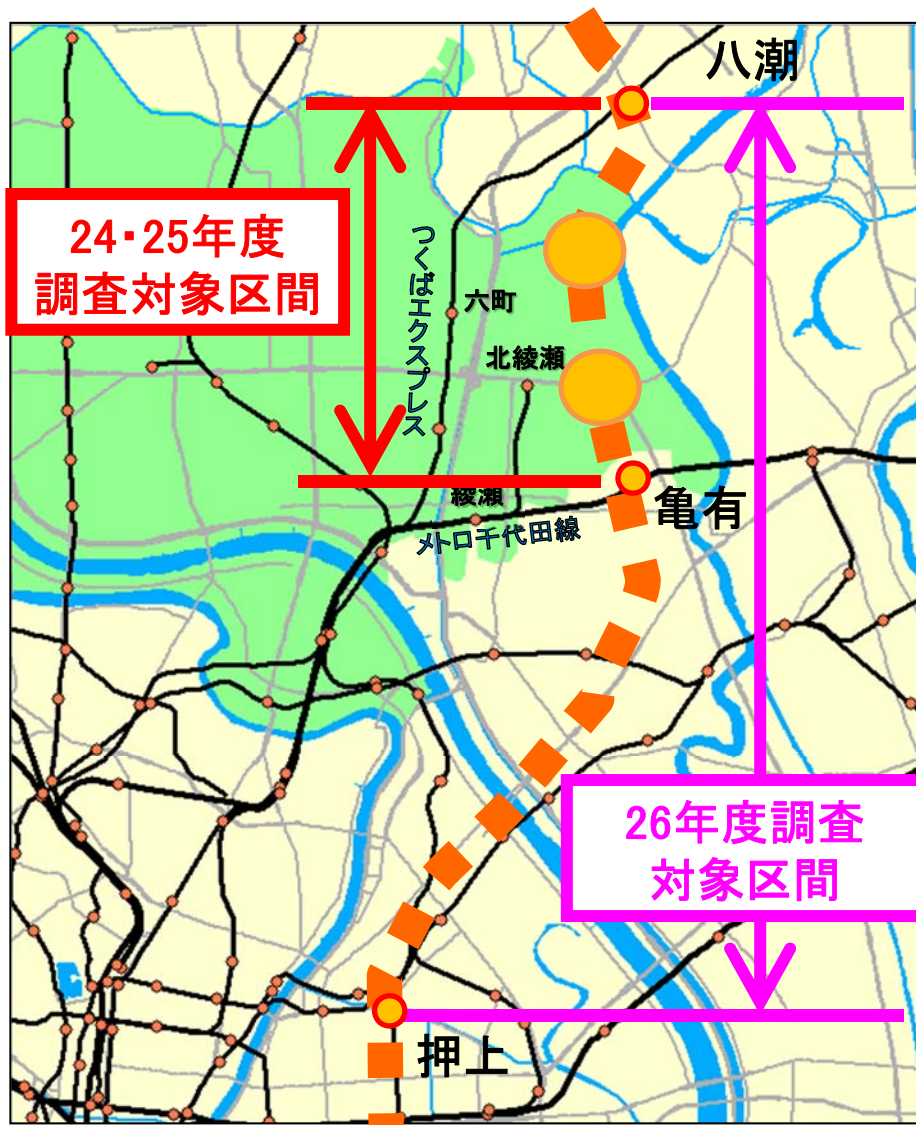 八潮
24・25年度
調査対象区間
つくばエクスプレス
六町
北綾瀬
綾瀬
亀有
メトロ千代田線
26年度調査
対象区間
押上